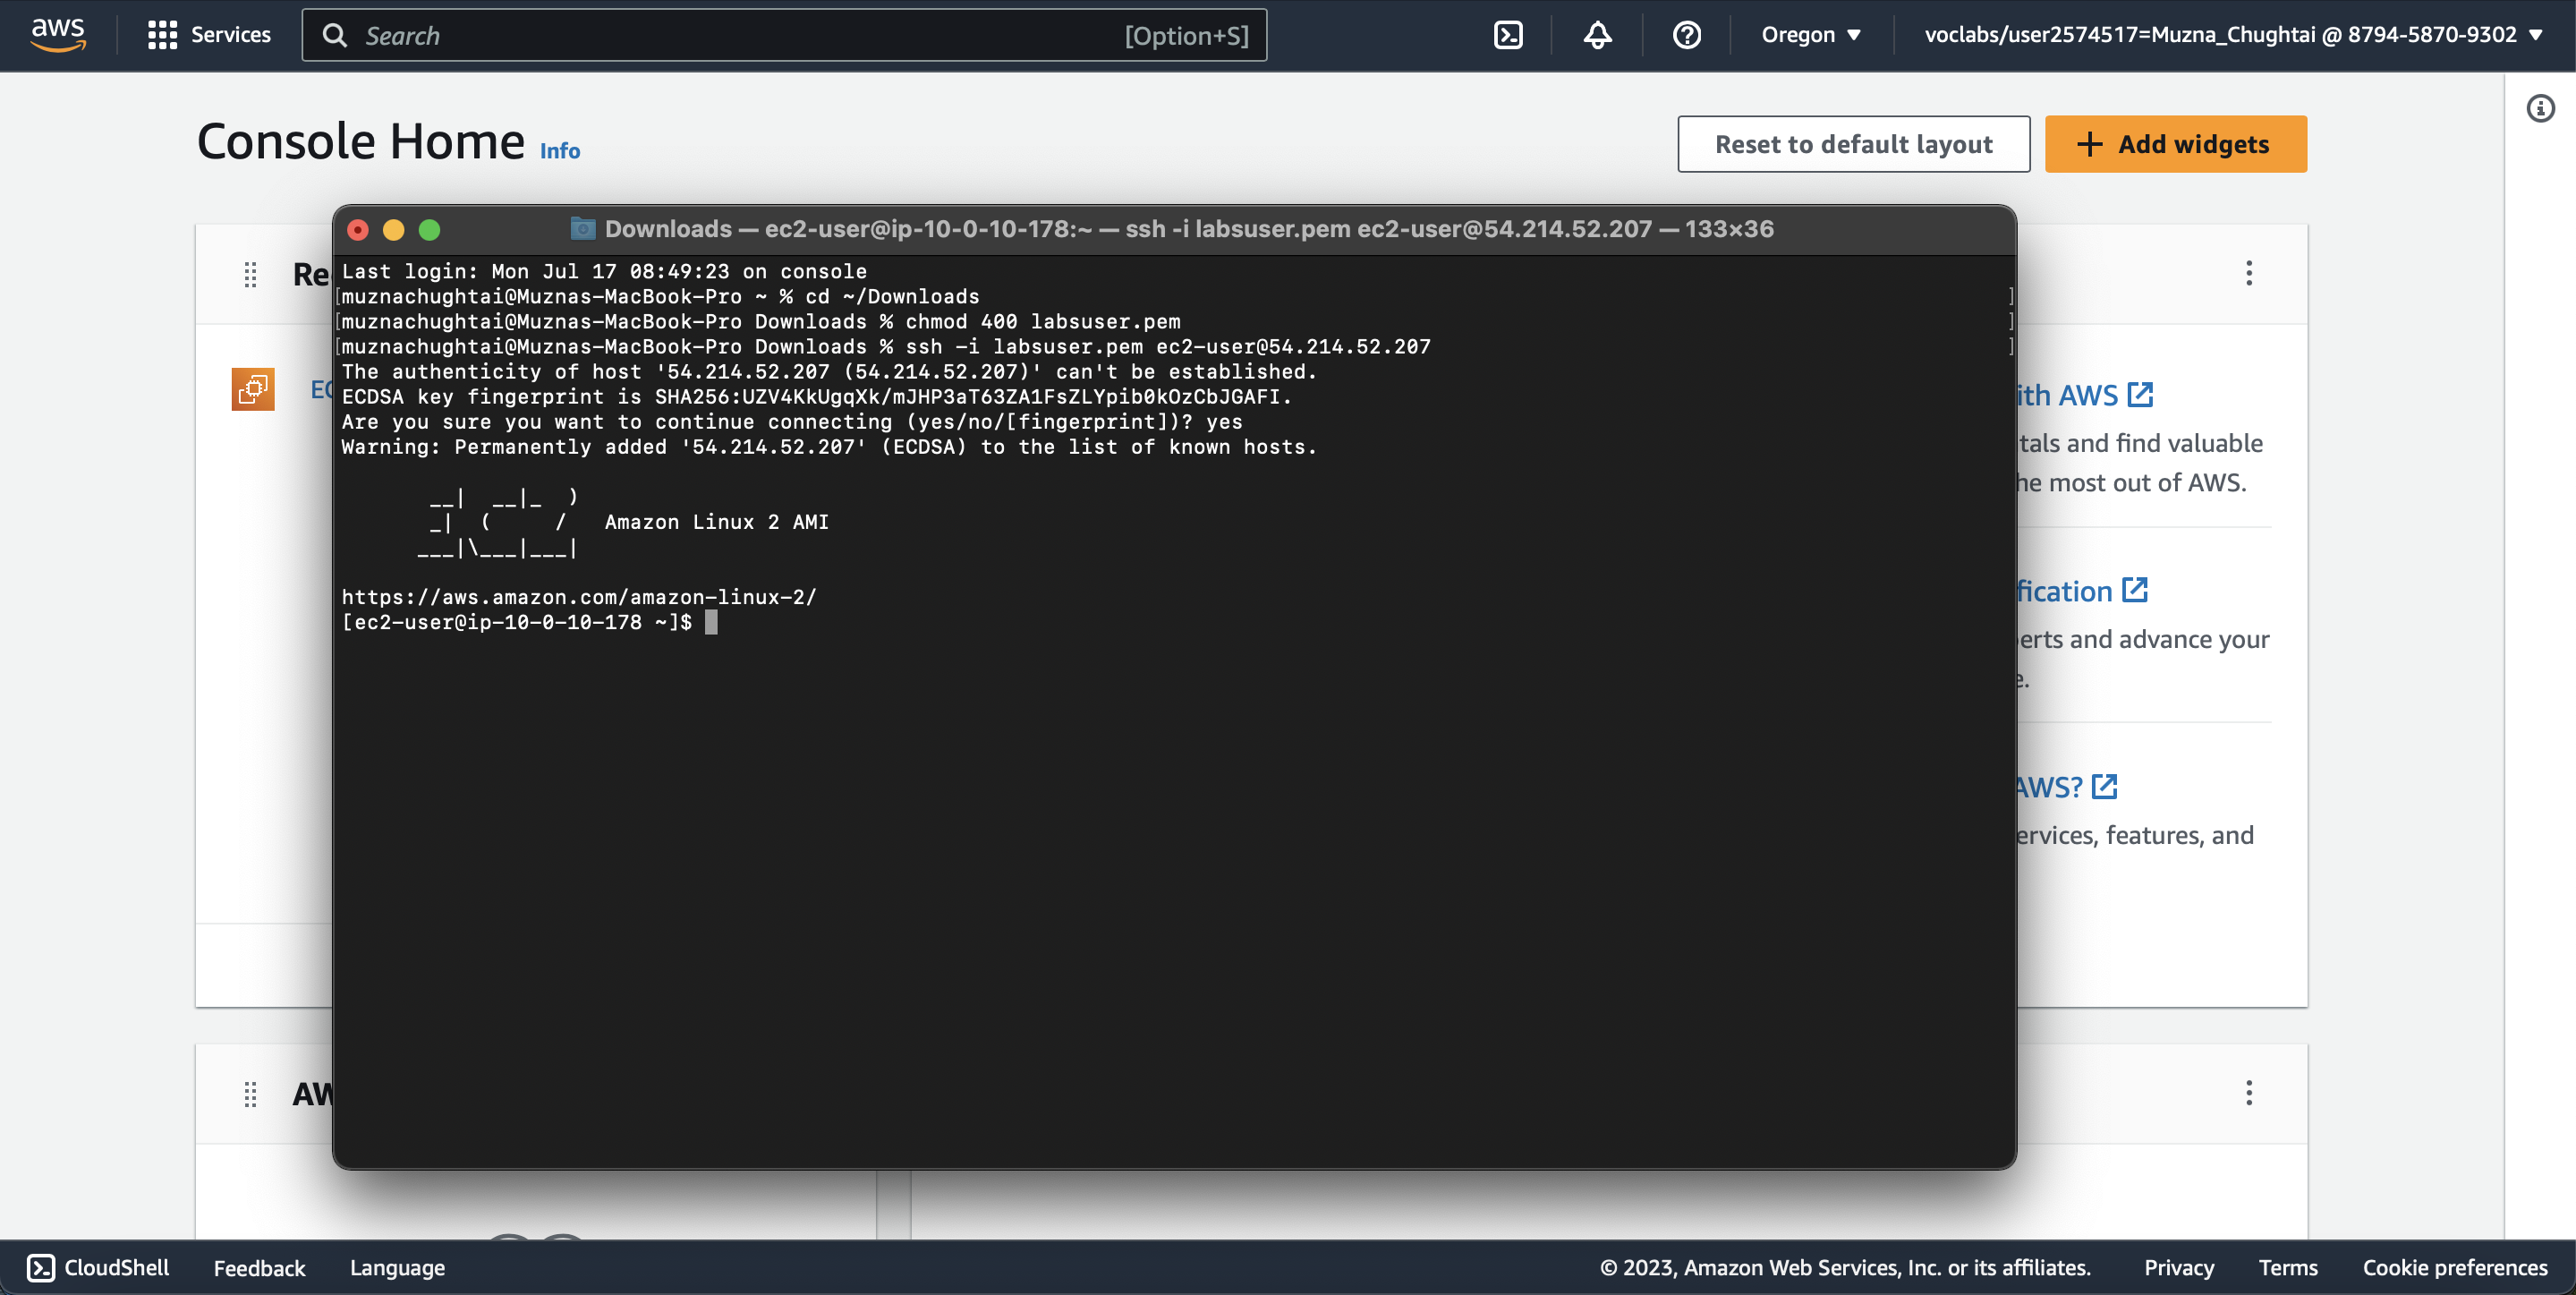 aws
Services
Search
[Option+S]
Oregon
voclabs/user2574517=Muzna_Chughtai @ 8794-5870-9302
Console Home Info
Reset to default layout
+ Add widgets
Downloads — ec2-user@ip-10-0-10-178:~ — ssh -i labsuser.pem ec2-user@54.214.52.207 — 133×36
Last login: Mon Jul 17 08:49:23 on console
[muznachughtai@Muznas-MacBook-Pro ~ % cd ~/Downloads ]
[muznachughtai@Muznas-MacBook-Pro Downloads % chmod 400 labsuser.pem ]
[muznachughtai@Muznas-MacBook-Pro Downloads % ssh -i labsuser.pem ec2-user@54.214.52.207 ]
The authenticity of host '54.214.52.207 (54.214.52.207)' can't be established.
ECDSA key fingerprint is SHA256:UZV4KkUgqXk/mJHP3aT63ZA1FsZLYpib0kOzCbJGAFI.
Are you sure you want to continue connecting (yes/no/[fingerprint])? yes
Warning: Permanently added '54.214.52.207' (ECDSA) to the list of known hosts.
__|  __|_  )
_|  (     /   Amazon Linux 2 AMI
___|\___|___|
https://aws.amazon.com/amazon-linux-2/
[ec2-user@ip-10-0-10-178 ~]$
Re
EC
ith AWS
tals and find valuable
he most out of AWS.
fication
erts and advance your
e.
AWS?
ervices, features, and
AW
CloudShell
Feedback
Language
© 2023, Amazon Web Services, Inc. or its affiliates.
Privacy
Terms
Cookie preferences